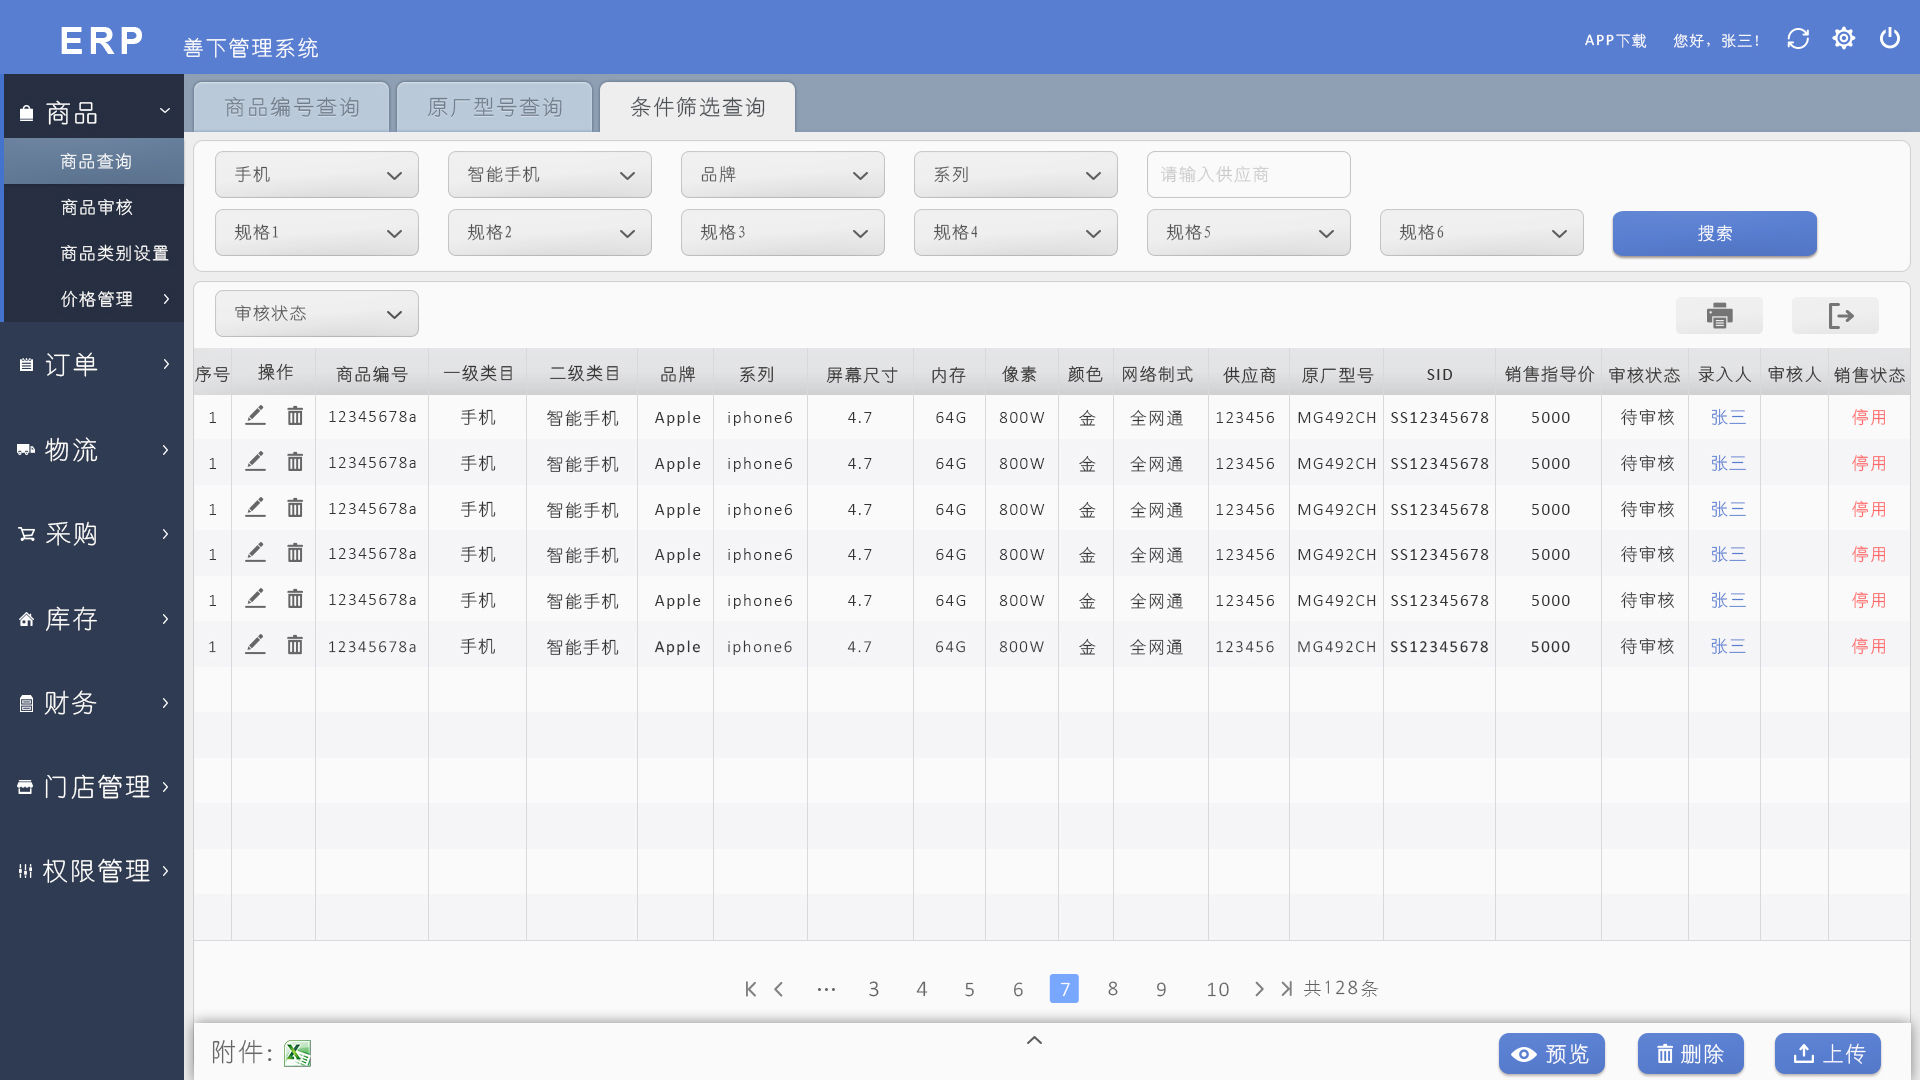 ERP 善下管理系统 APP下载 您好，张三！
商品
商品查询
商品审核
商品类别设置
价格管理
订单
物流
采购
库存
财务
门店管理
权限管理
商品编号查询 原厂型号查询 条件筛选查询
手机 智能手机 品牌 系列 请输入供应商
规格1 规格2 规格3 规格4 规格5 规格6 搜索
审核状态
序号 操作 商品编号 一级类目 二级类目 品牌 系列 屏幕尺寸 内存 像素 颜色 网络制式 供应商 原厂型号 SID 销售指导价 审核状态 录入人 审核人 销售状态
1 12345678a 手机 智能手机 Apple iphone6 4.7 64G 800W 金 全网通 123456 MG492CH SS12345678 5000 待审核 张三 停用
1 12345678a 手机 智能手机 Apple iphone6 4.7 64G 800W 金 全网通 123456 MG492CH SS12345678 5000 待审核 张三 停用
1 12345678a 手机 智能手机 Apple iphone6 4.7 64G 800W 金 全网通 123456 MG492CH SS12345678 5000 待审核 张三 停用
1 12345678a 手机 智能手机 Apple iphone6 4.7 64G 800W 金 全网通 123456 MG492CH SS12345678 5000 待审核 张三 停用
1 12345678a 手机 智能手机 Apple iphone6 4.7 64G 800W 金 全网通 123456 MG492CH SS12345678 5000 待审核 张三 停用
1 12345678a 手机 智能手机 Apple iphone6 4.7 64G 800W 金 全网通 123456 MG492CH SS12345678 5000 待审核 张三 停用
··· 3 4 5 6 7 8 9 10 共128条
附件: 预览 删除 上传